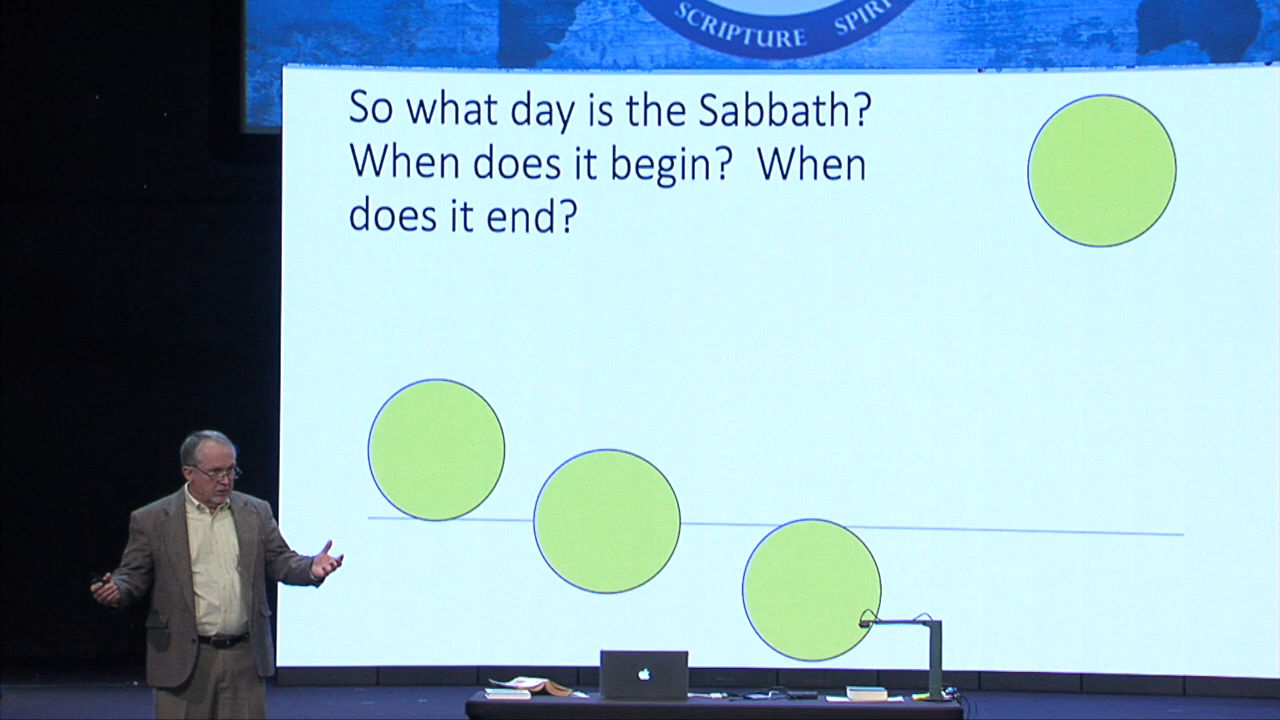 SCRIPTURE SPIRI
So what day is the Sabbath?
When does it begin? When
does it end?